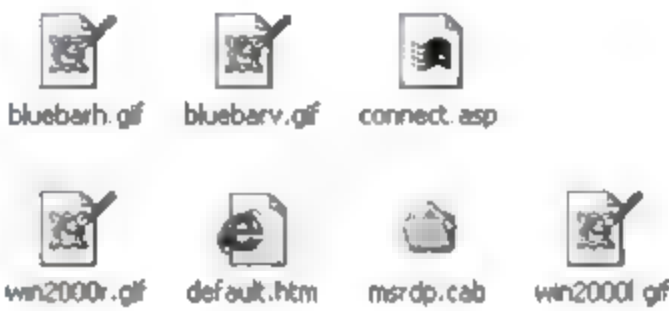 bluebarh.gif bluebarv.gif connect.asp
win2000r.gif default.htm msrdp.cab win2000l.gif